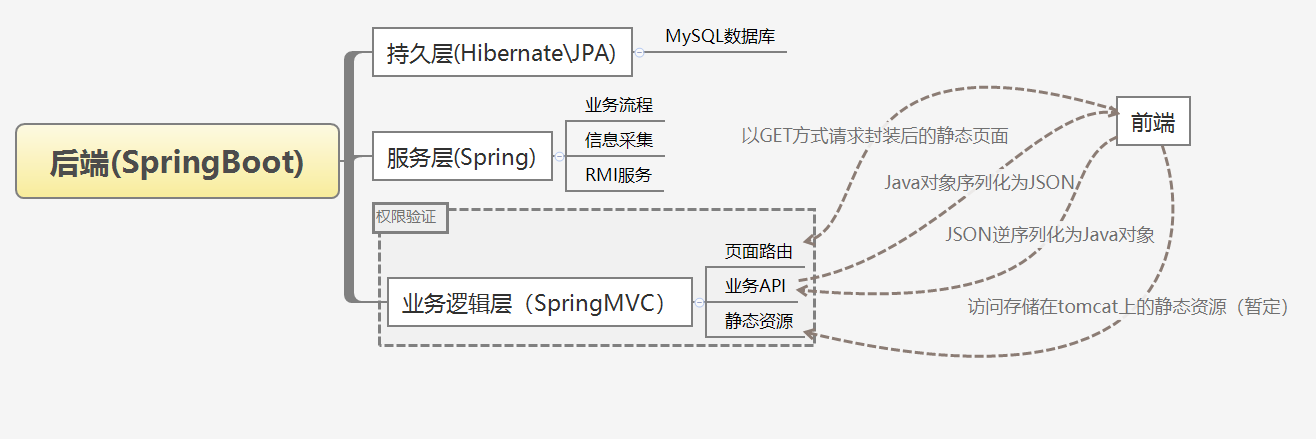 后端(SpringBoot)
持久层(Hibernate\JPA)
MySQL数据库
服务层(Spring)
业务流程
信息采集
RMI服务
权限验证
业务逻辑层（SpringMVC）
页面路由
业务API
静态资源
前端
以GET方式请求封装后的静态页面
Java对象序列化为JSON
JSON逆序列化为Java对象
访问存储在tomcat上的静态资源（暂定）